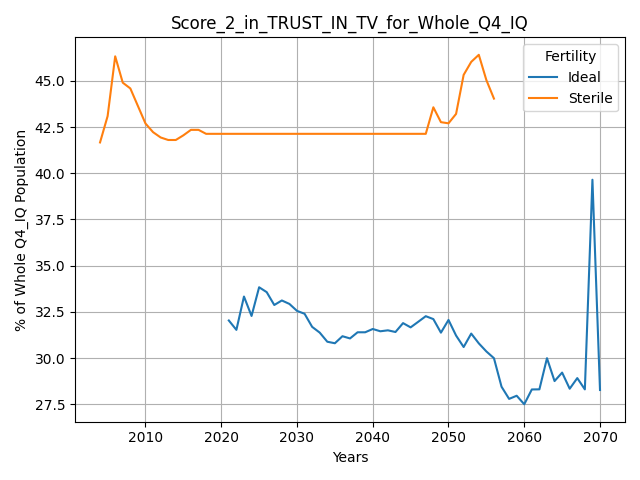 Score_2_in_TRUST_IN_TV_for_Whole_Q4_IQ
Fertility
Ideal
Sterile
% of Whole Q4_IQ Population
45.0
42.5
40.0
37.5
35.0
32.5
30.0
27.5
2010 2020 2030 2040 2050 2060 2070
Years